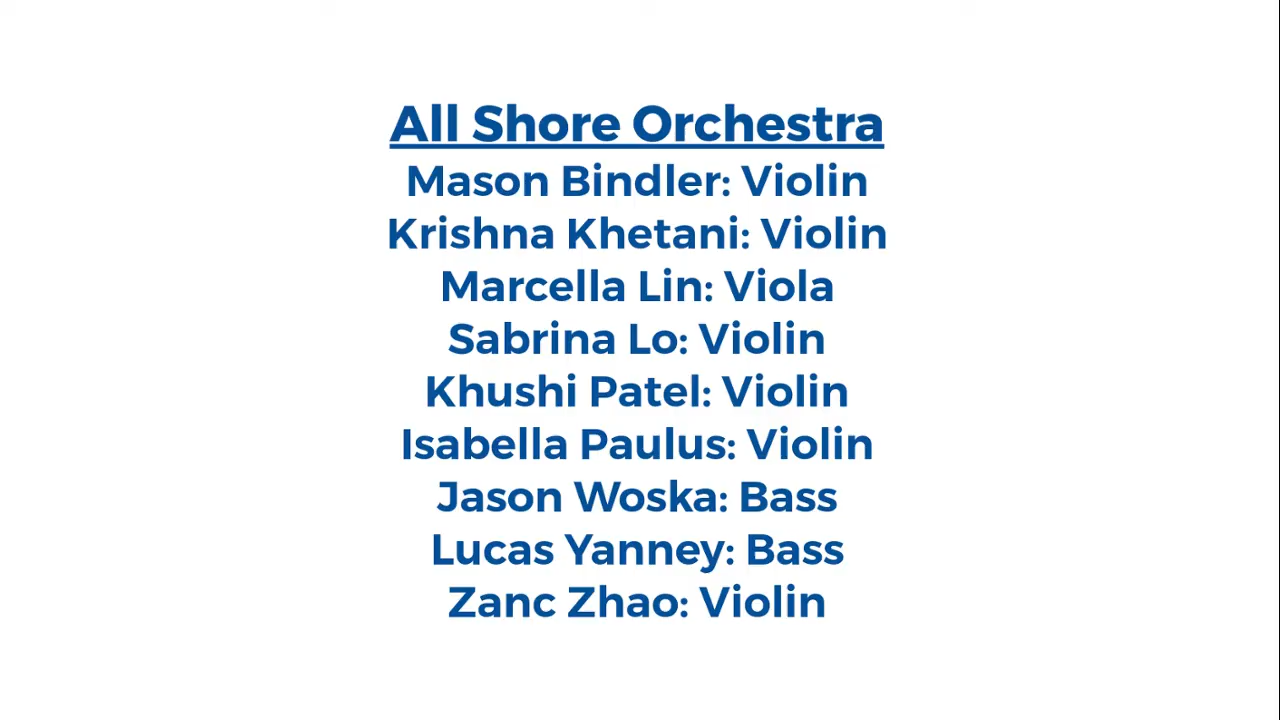 All Shore Orchestra
Mason Bindler: Violin
Krishna Khetani: Violin
Marcella Lin: Viola
Sabrina Lo: Violin
Khushi Patel: Violin
Isabella Paulus: Violin
Jason Woska: Bass
Lucas Yanney: Bass
Zanc Zhao: Violin